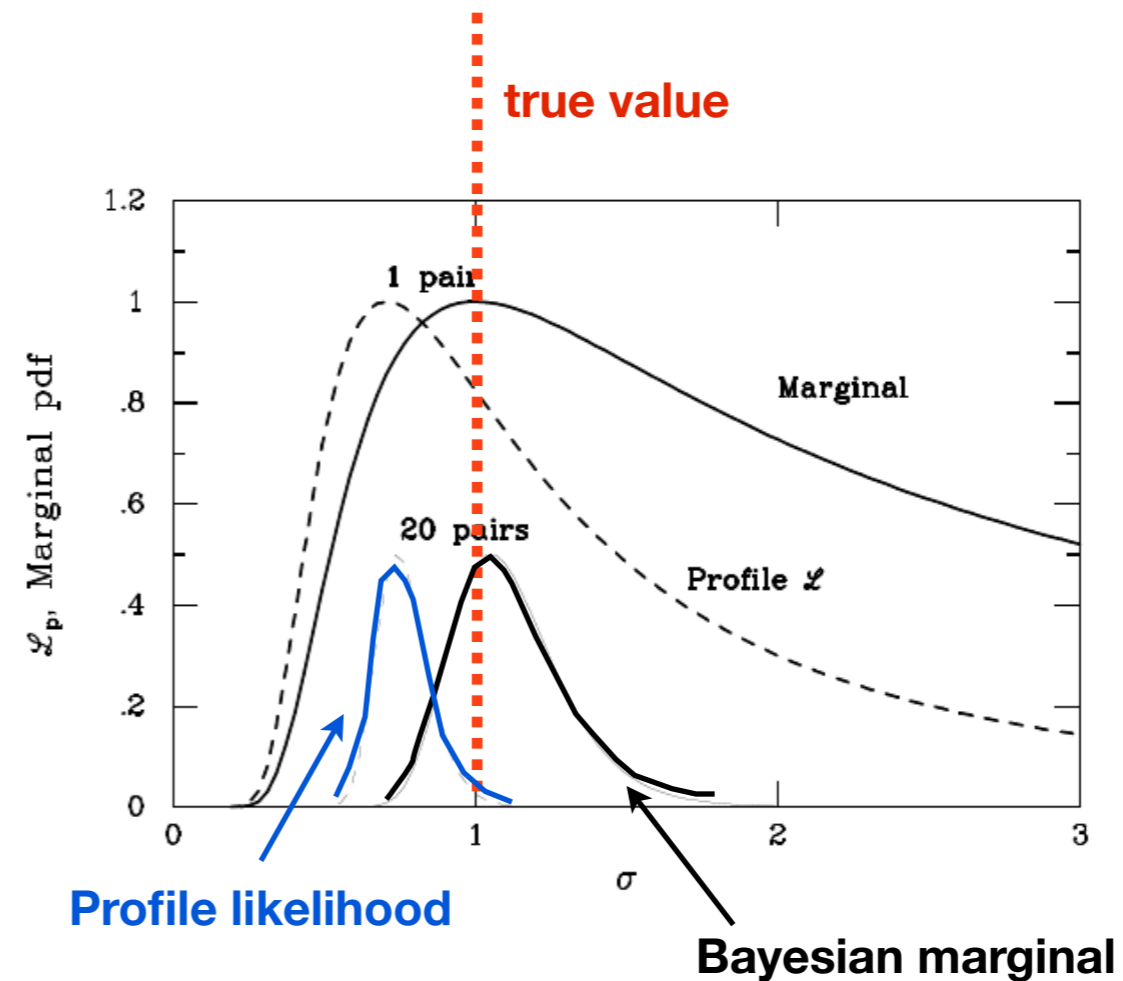 true value
1.2
1 pair
1
Marginal
.8
.6
20 pairs
Profile ℒ
.4
.2
0
ℒp, Marginal pdf
0
1
2
3
σ
Profile likelihood
Bayesian marginal